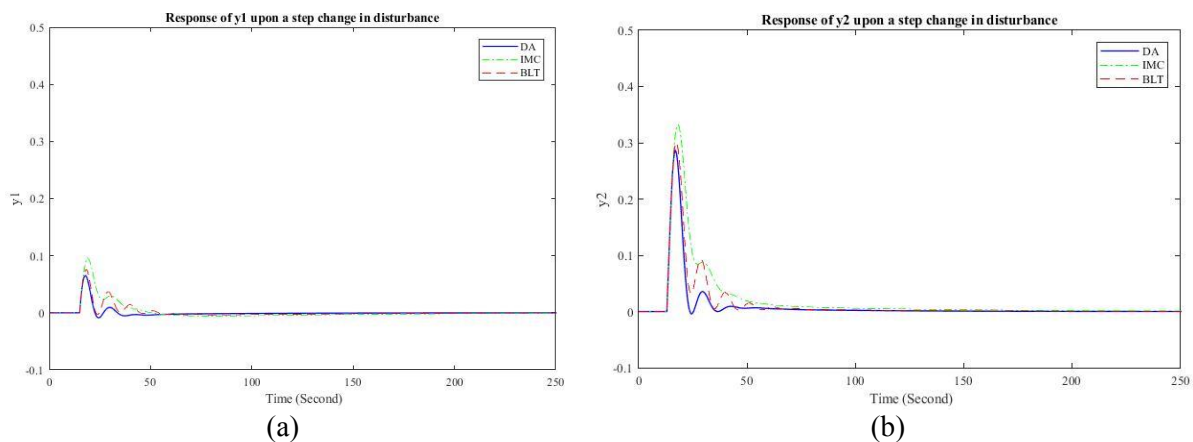 Response of y1 upon a step change in disturbance
0.5
0.4
0.3
0.2
0.1
0
-0.1
y1
DA
IMC
BLT
0
50
100
150
200
250
Time (Second)
(a)
Response of y2 upon a step change in disturbance
0.5
0.4
0.3
0.2
0.1
0
-0.1
y2
DA
IMC
BLT
0
50
100
150
200
250
Time (Second)
(b)